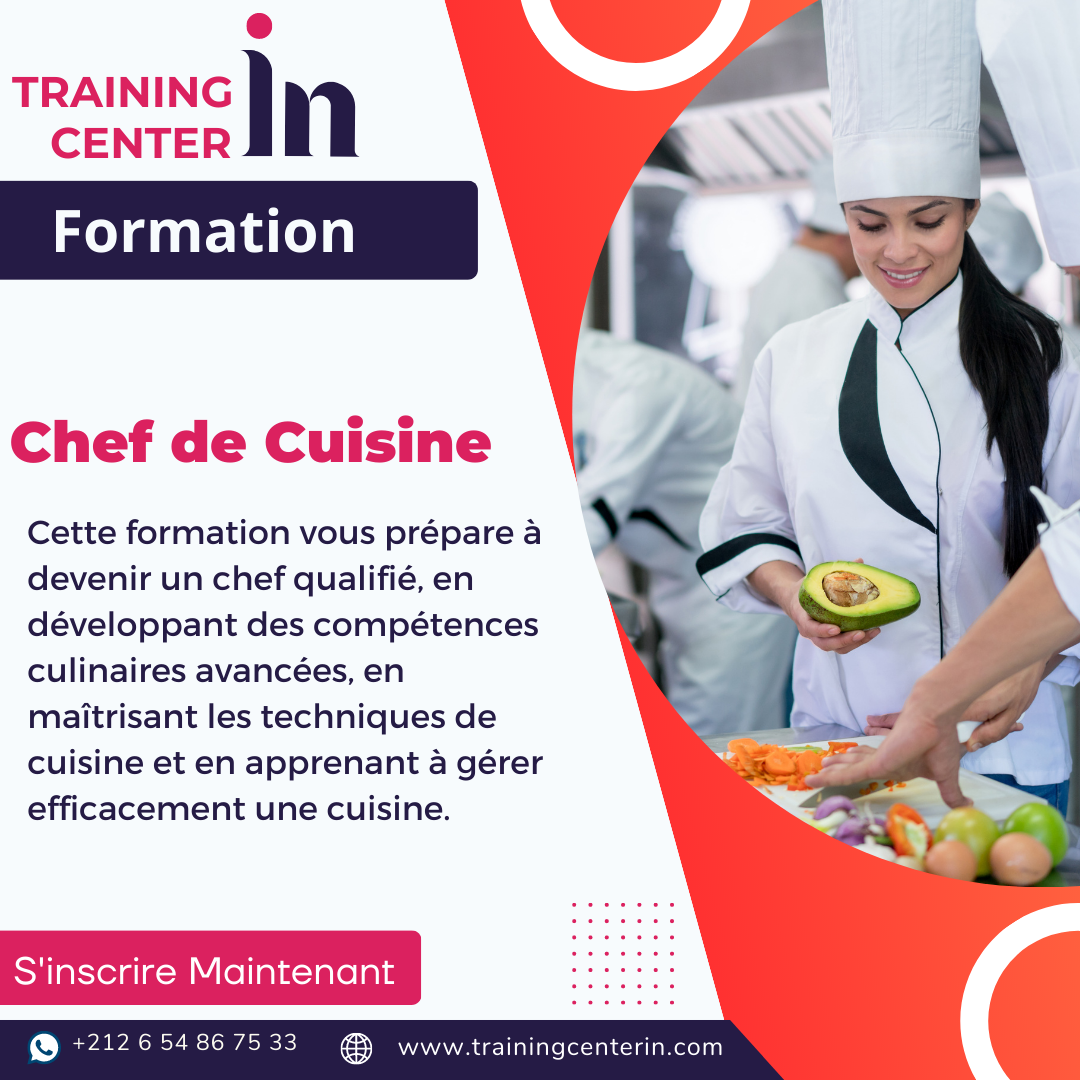 TRAINING
CENTER
in
Formation
Chef de Cuisine
Cette formation vous prépare à
devenir un chef qualifié, en
développant des compétences
culinaires avancées, en
maîtrisant les techniques de
cuisine et en apprenant à gérer
efficacement une cuisine.
S'inscrire Maintenant
+212 6 54 86 75 33
www.trainingcenterin.com